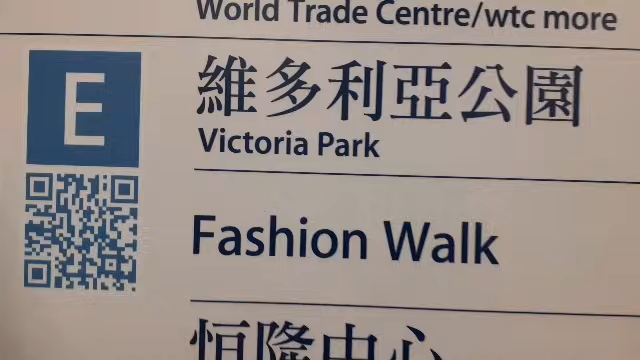 World Trade Centre/wtc more
E
維多利亞公園
Victoria Park
Fashion Walk
恒隆中心